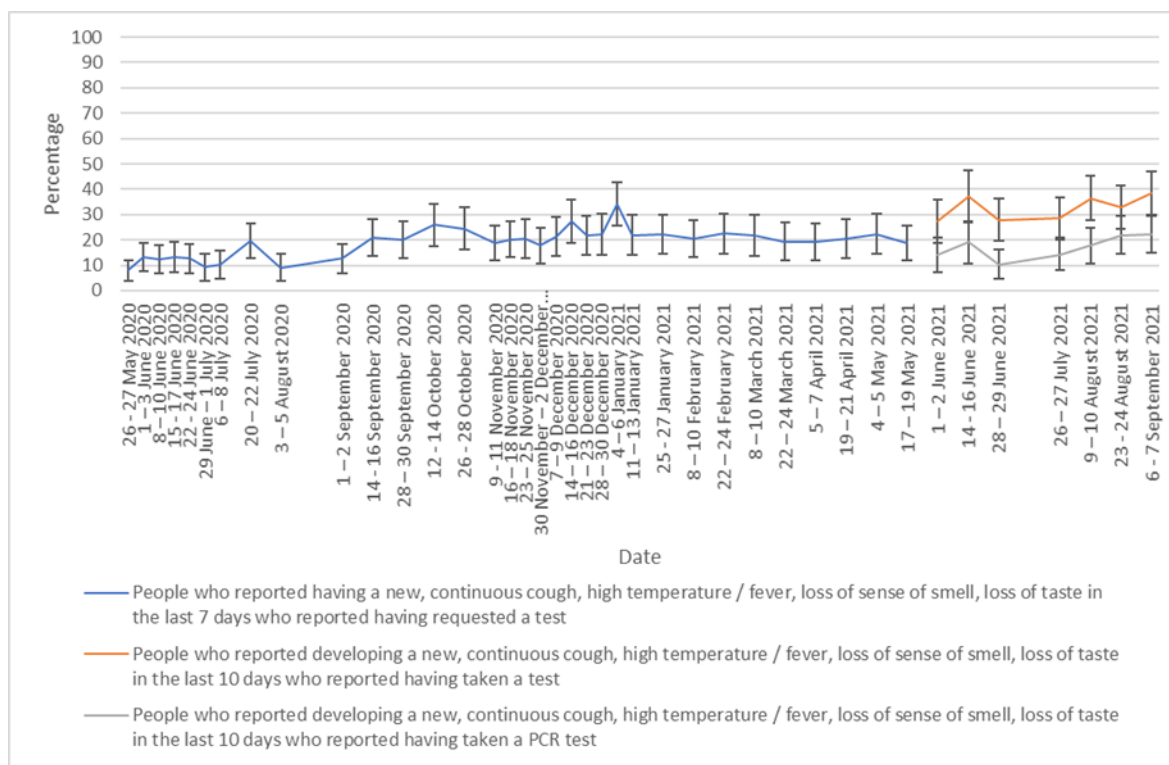 100
90
80
70
60
50
40
30
20
10
0
Percentage
26 - 27 May 2020
1 – 3 June 2020
8 – 10 June 2020
15 - 17 June 2020
22 - 24 June 2020
29 June – 1 July 2020
6 – 8 July 2020
20 – 22 July 2020
3 – 5 August 2020
1 – 2 September 2020
14 - 16 September 2020
28 – 30 September 2020
12 - 14 October 2020
26 - 28 October 2020
9 - 11 November 2020
16 – 18 November 2020
23 – 25 November 2020
30 November – 2 December…
7 – 9 December 2020
14 – 16 December 2020
21 – 23 December 2020
28 – 30 December 2020
4 – 6 January 2021
11 – 13 January 2021
25 - 27 January 2021
8 – 10 February 2021
22 – 24 February 2021
8 – 10 March 2021
22 – 24 March 2021
5 – 7 April 2021
19 – 21 April 2021
4 – 5 May 2021
17 – 19 May 2021
1 – 2 June 2021
14 - 16 June 2021
28 – 29 June 2021
26 – 27 July 2021
9 – 10 August 2021
23 - 24 August 2021
6 - 7 September 2021
Date
People who reported having a new, continuous cough, high temperature / fever, loss of sense of smell, loss of taste in
the last 7 days who reported having requested a test
People who reported developing a new, continuous cough, high temperature / fever, loss of sense of smell, loss of taste
in the last 10 days who reported having taken a test
People who reported developing a new, continuous cough, high temperature / fever, loss of sense of smell, loss of taste
in the last 10 days who reported having taken a PCR test